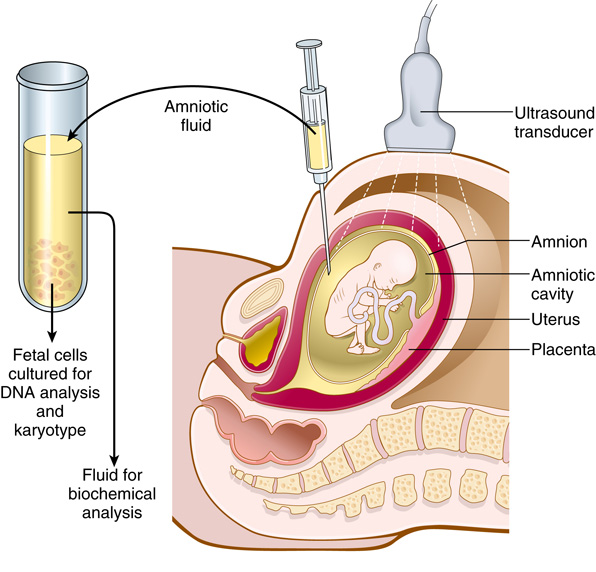 Amniotic
fluid
Ultrasound
transducer
Amnion
Amniotic
cavity
Uterus
Placenta
Fetal cells
cultured for
DNA analysis
and
karyotype
Fluid for
biochemical
analysis